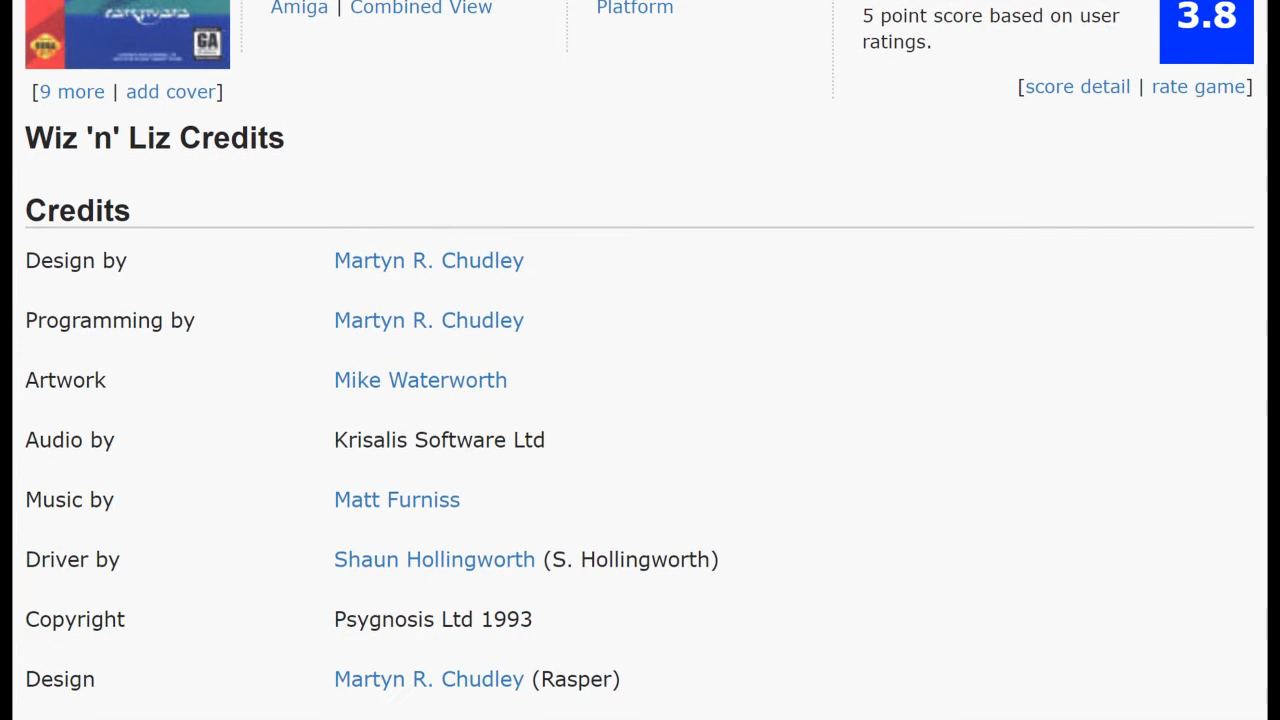 Amiga | Combined View
Platform
5 point score based on user
ratings.
3.8
SEGA
GA
[9 more | add cover]
[score detail | rate game]
Wiz 'n' Liz Credits
Credits
Design by Martyn R. Chudley
Programming by Martyn R. Chudley
Artwork Mike Waterworth
Audio by Krisalis Software Ltd
Music by Matt Furniss
Driver by Shaun Hollingworth (S. Hollingworth)
Copyright Psygnosis Ltd 1993
Design Martyn R. Chudley (Rasper)